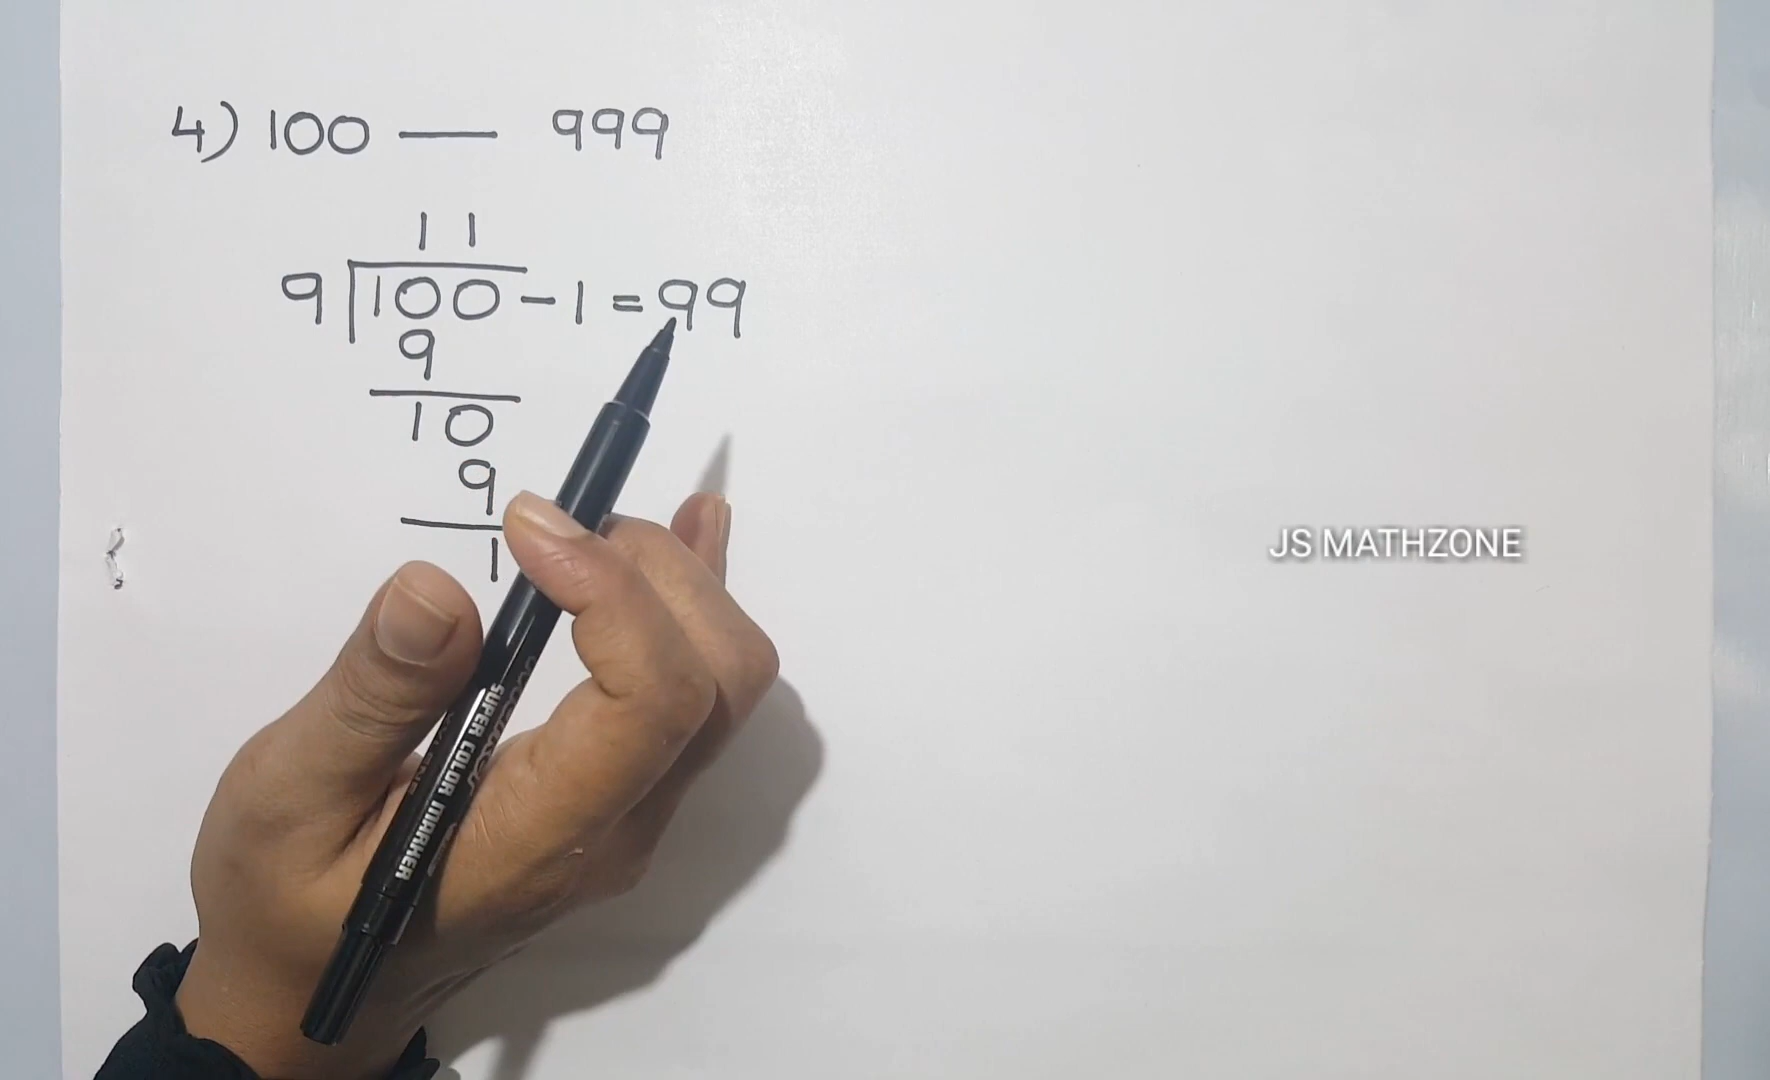 4) 100 — 999
11
9 100 - 1 = 99
9
10
9
1
JS MATHZONE
SUPER COLOR MARKER